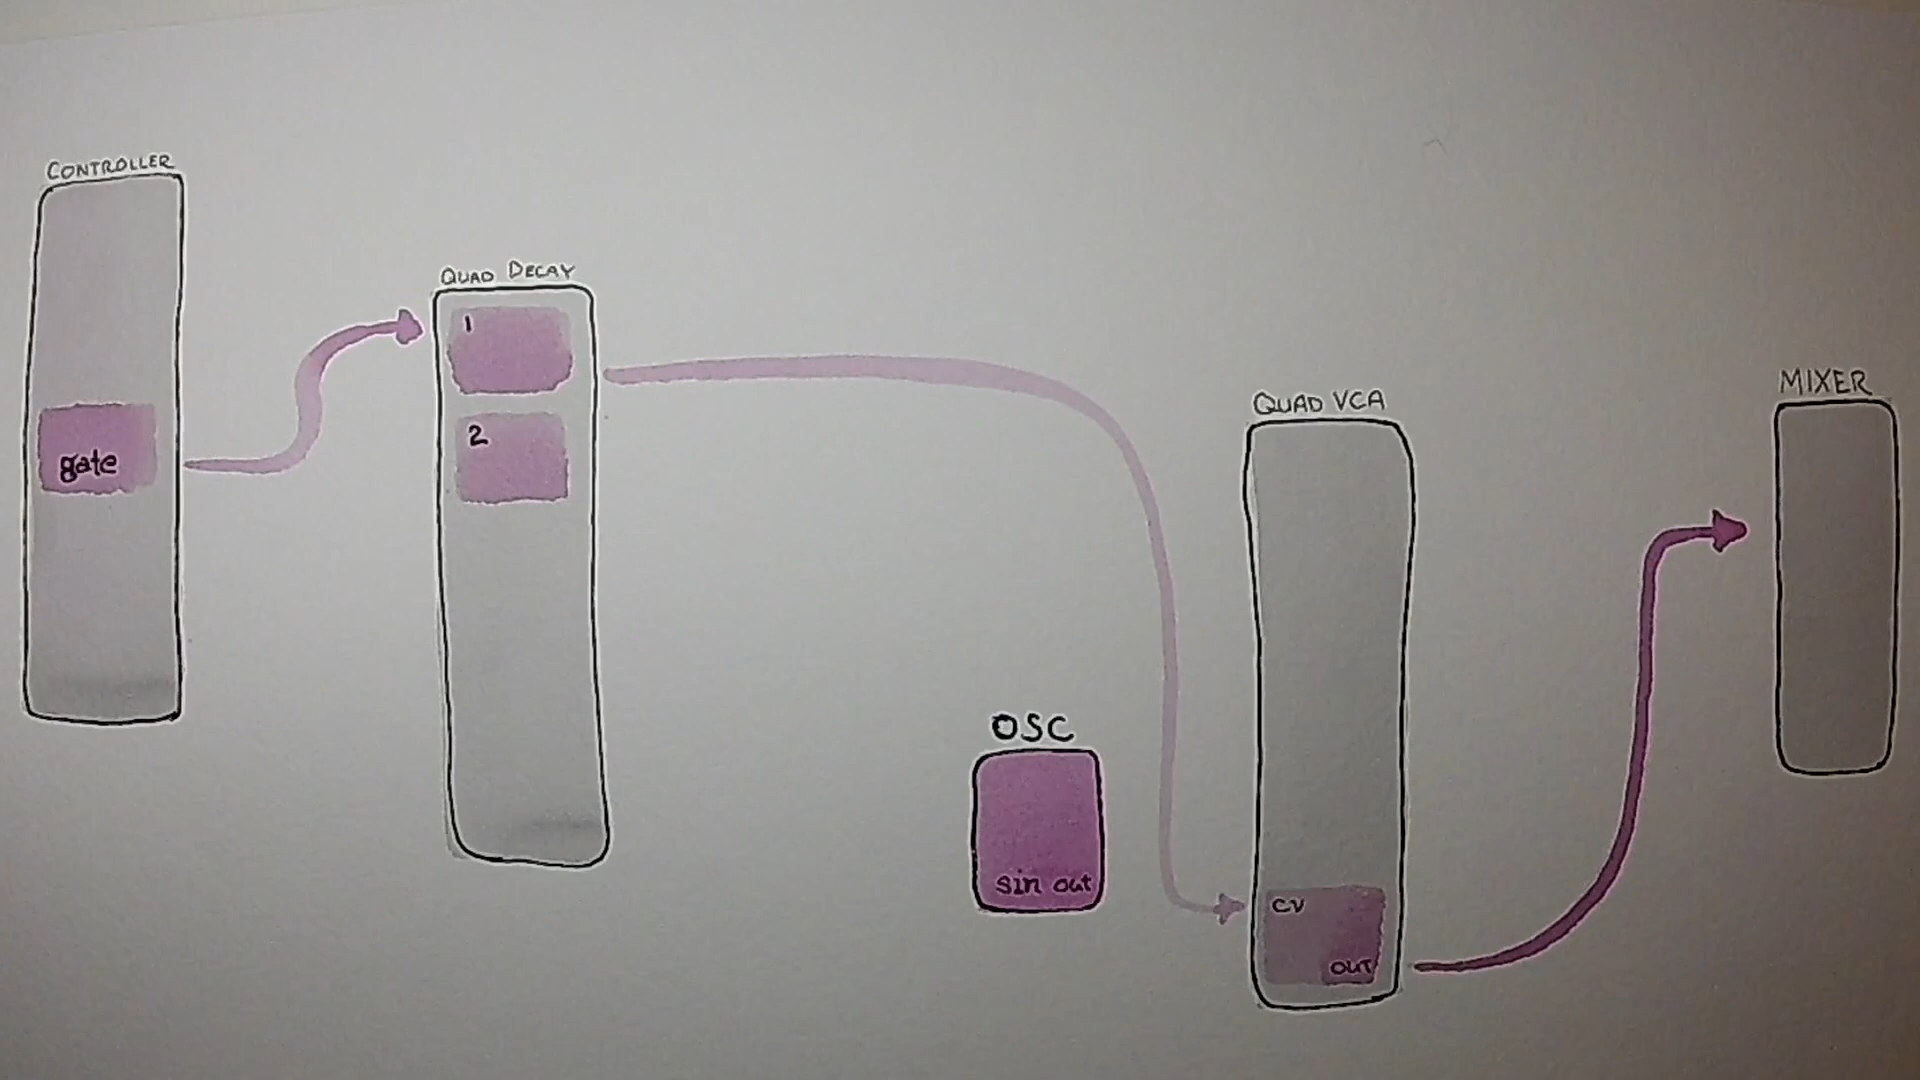 CONTROLLER
gate
QUAD DECAY
1
2
OSC
sin out
QUAD VCA
CV
OUT
MIXER